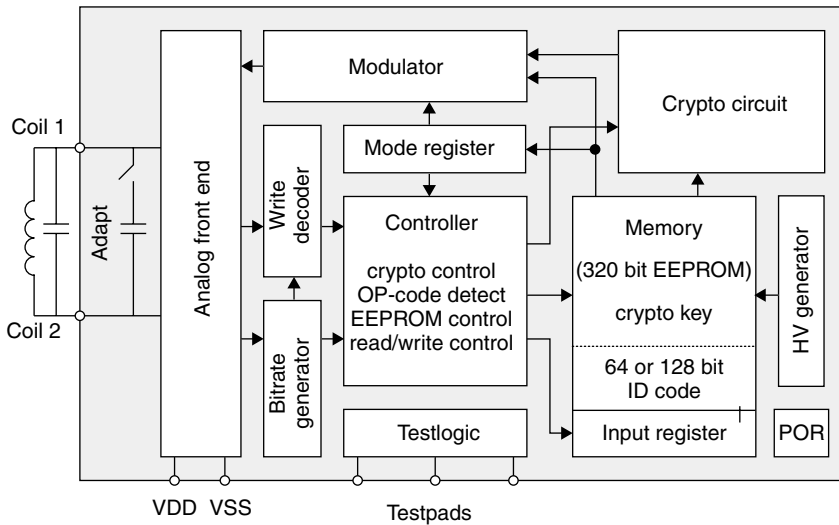 Modulator
Crypto circuit
Coil 1
Mode register
Adapt
Analog front end
Write
decoder
Controller
crypto control
OP-code detect
EEPROM control
read/write control
Memory
(320 bit EEPROM)
crypto key
64 or 128 bit
ID code
Input register
HV generator
Coil 2
Bitrate
generator
Testlogic
POR
VDD
VSS
Testpads